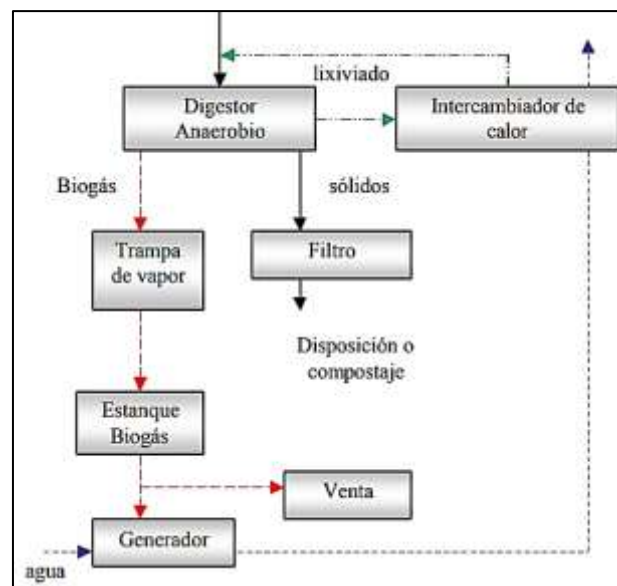 lixiviado
Digestor
Anaerobio
Intercambiador de
calor
Biogás
sólidos
Trampa
de vapor
Filtro
Disposición o
compostaje
Estanque
Biogás
Venta
Generador
agua